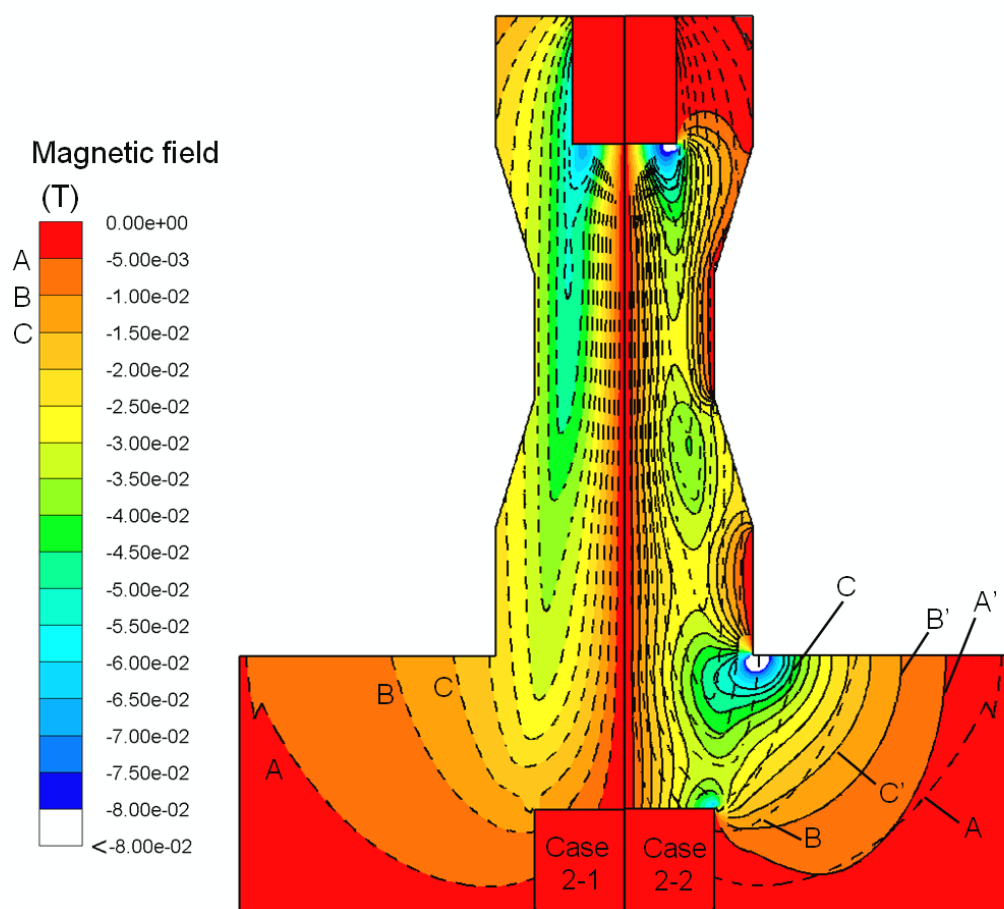 Magnetic field
(T)
0.00e+00
A
-5.00e-03
B
-1.00e-02
C
-1.50e-02
-2.00e-02
-2.50e-02
-3.00e-02
-3.50e-02
-4.00e-02
-4.50e-02
-5.00e-02
-5.50e-02
-6.00e-02
-6.50e-02
-7.00e-02
-7.50e-02
-8.00e-02
<-8.00e-02
A
B
C
C
B'
A'
C'
B
A
Case
2-1
Case
2-2